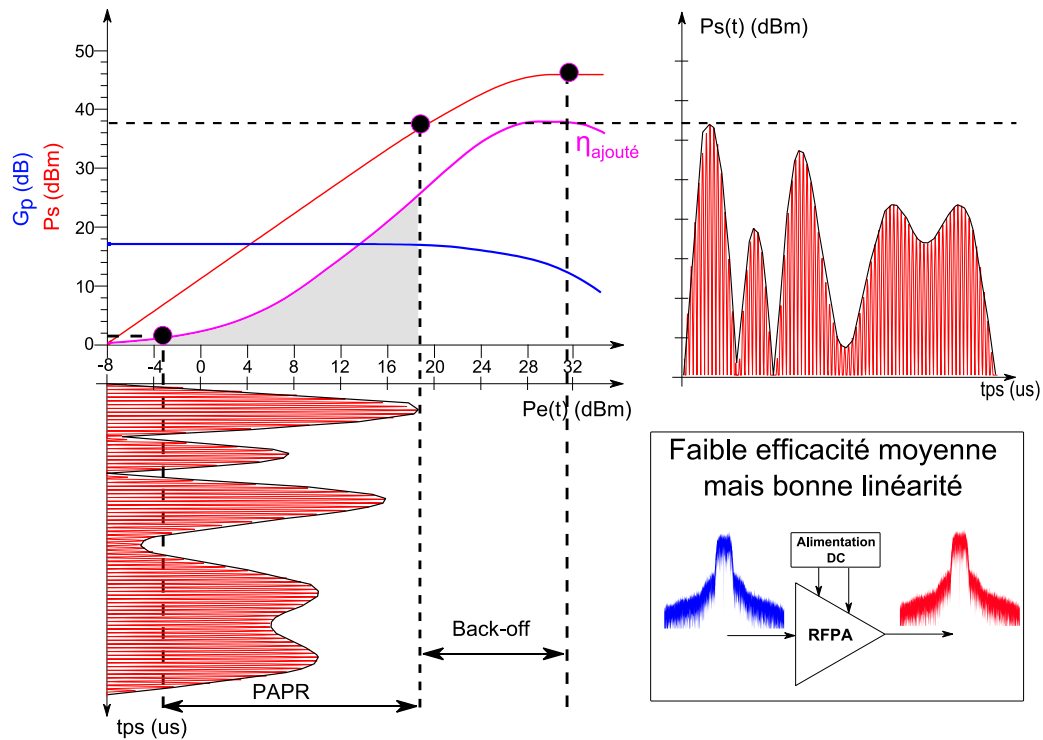 Ps(t) (dBm)
50
40
30
20
10
0
Gp (dB)
Ps (dBm)
ηajouté
-8 -4 0 4 8 12 16 20 24 28 32
Pe(t) (dBm)
tps (us)
Faible efficacité moyenne
mais bonne linéarité
Alimentation
DC
RFPA
Back-off
PAPR
tps (us)